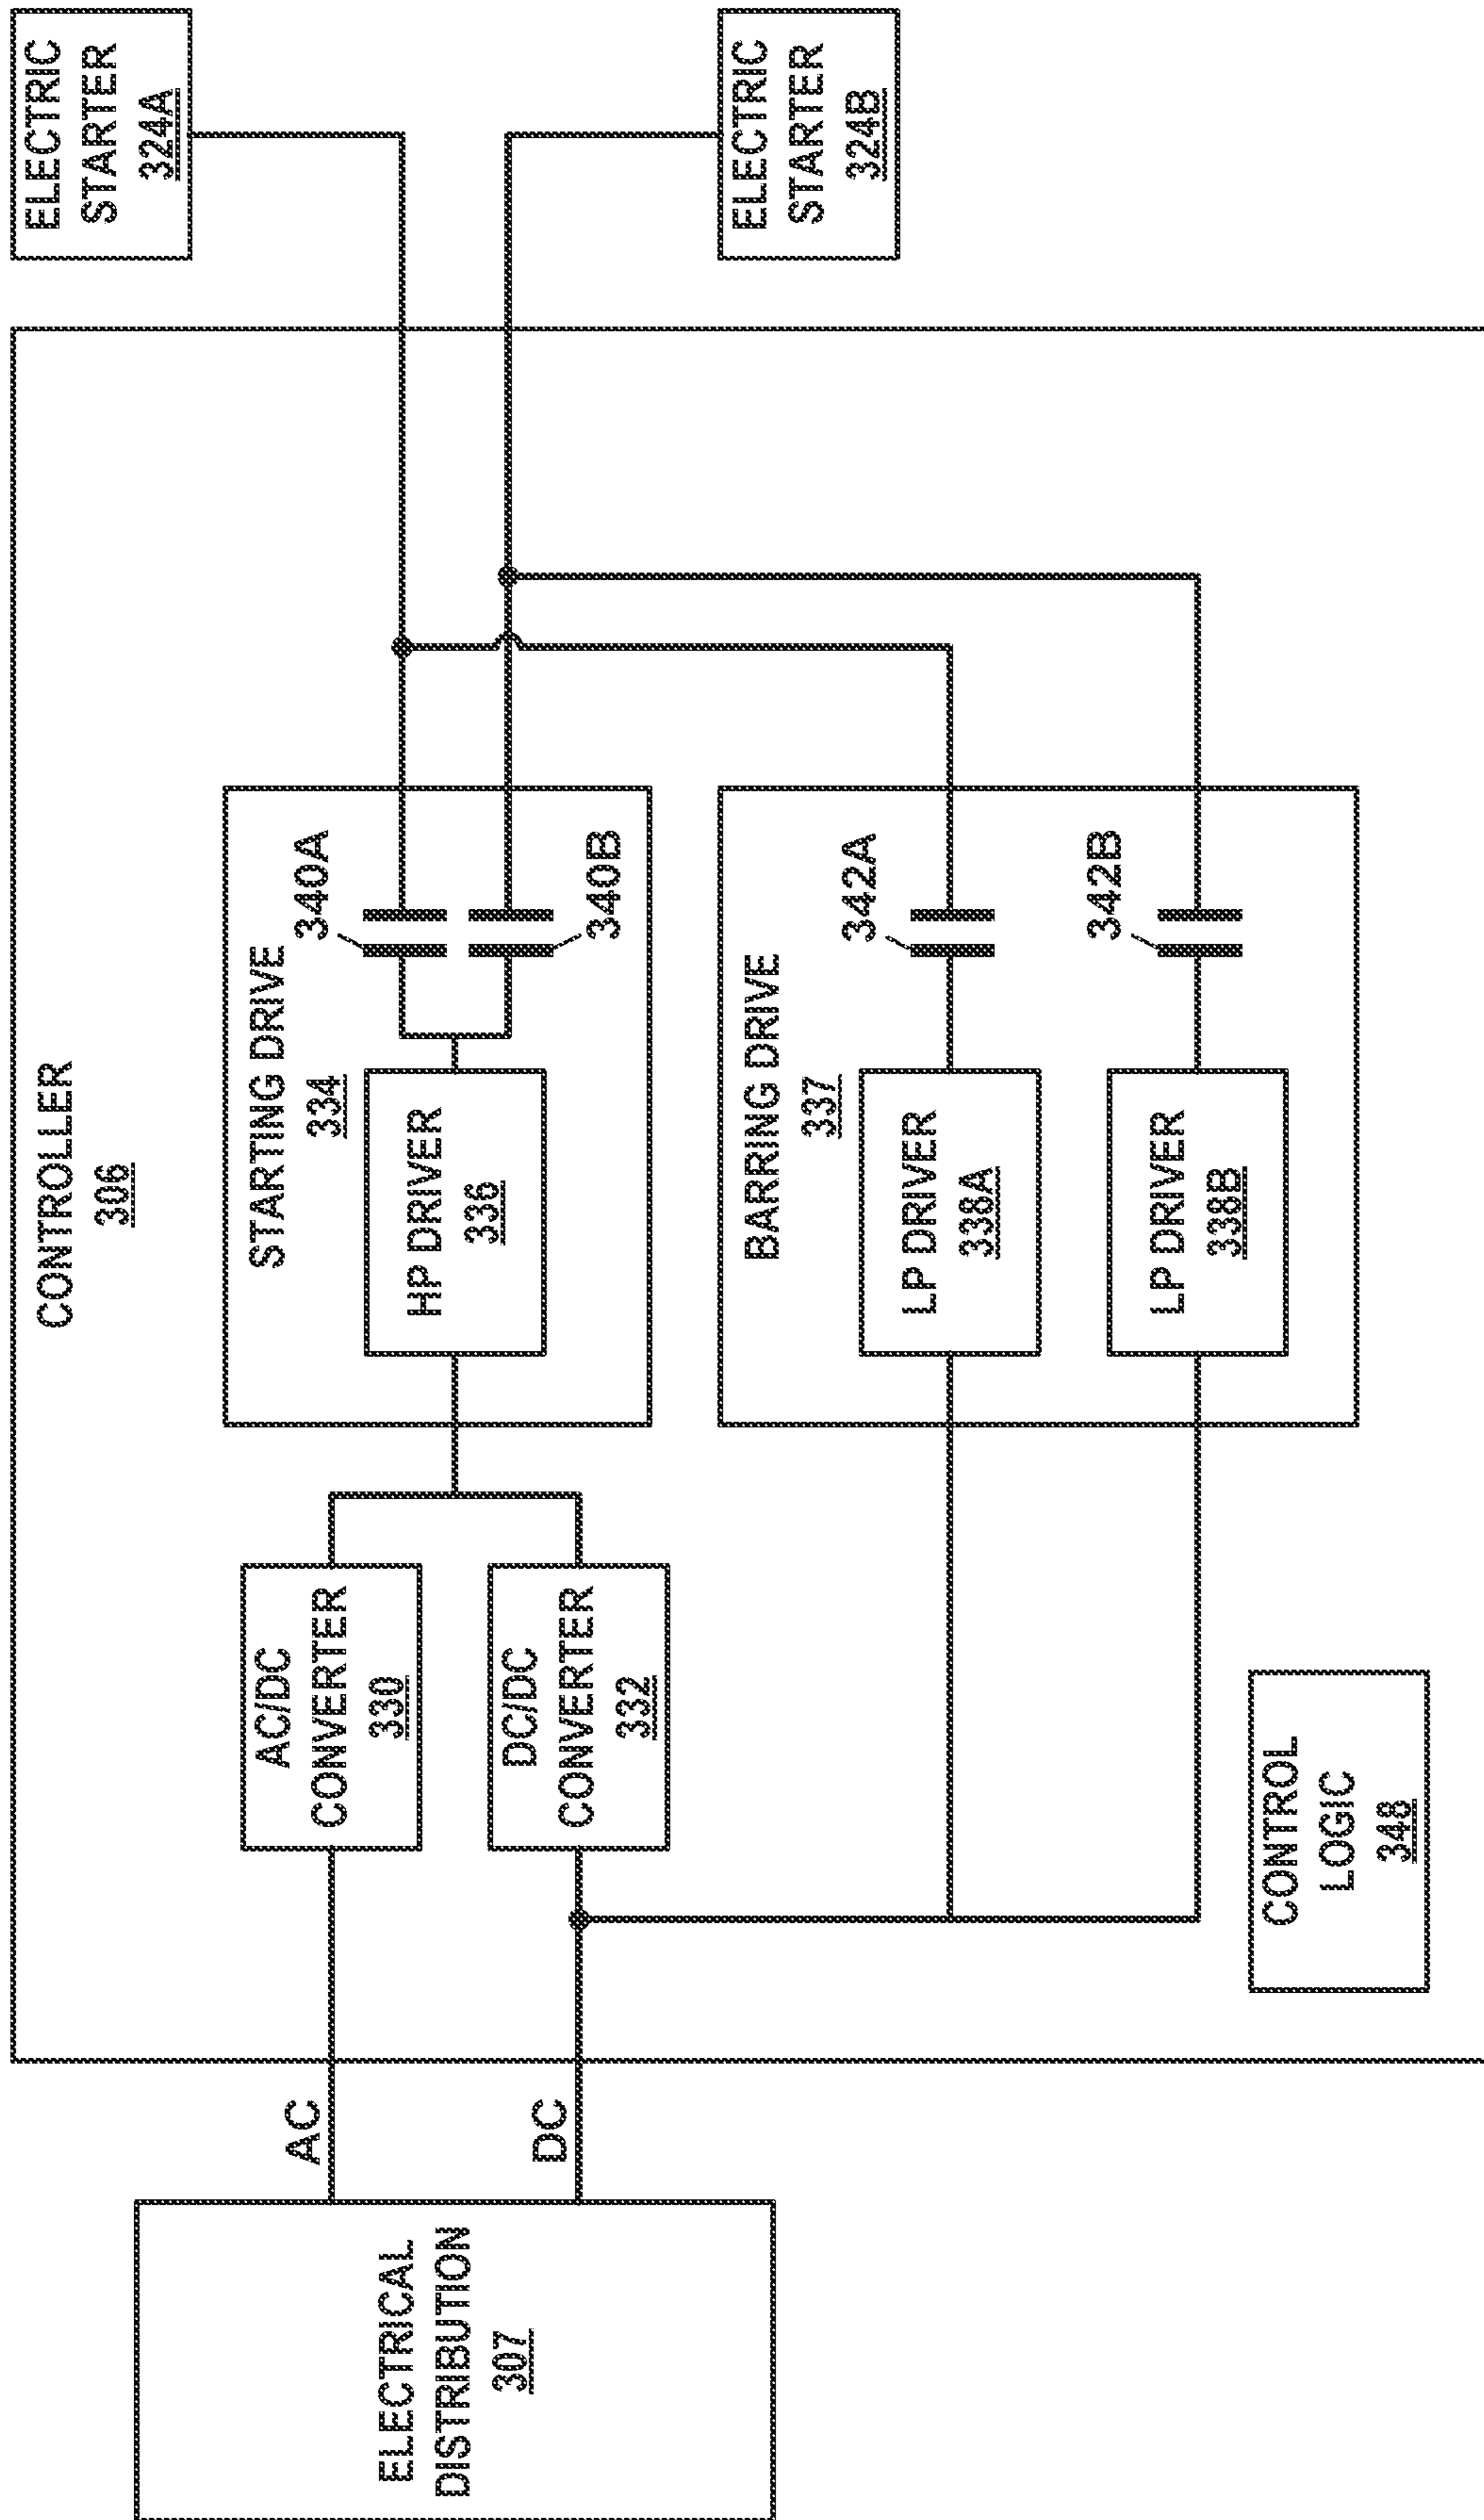 ELECTRICAL
DISTRIBUTION
307
AC
DC
CONTROLLER
306
AC/DC
CONVERTER
330
DC/DC
CONVERTER
332
CONTROL
LOGIC
348
STARTING DRIVE
334
HP DRIVER
336
340A
340B
BARRING DRIVE
337
LP DRIVER
338A
342A
LP DRIVER
338B
342B
ELECTRIC
STARTER
324A
ELECTRIC
STARTER
324B